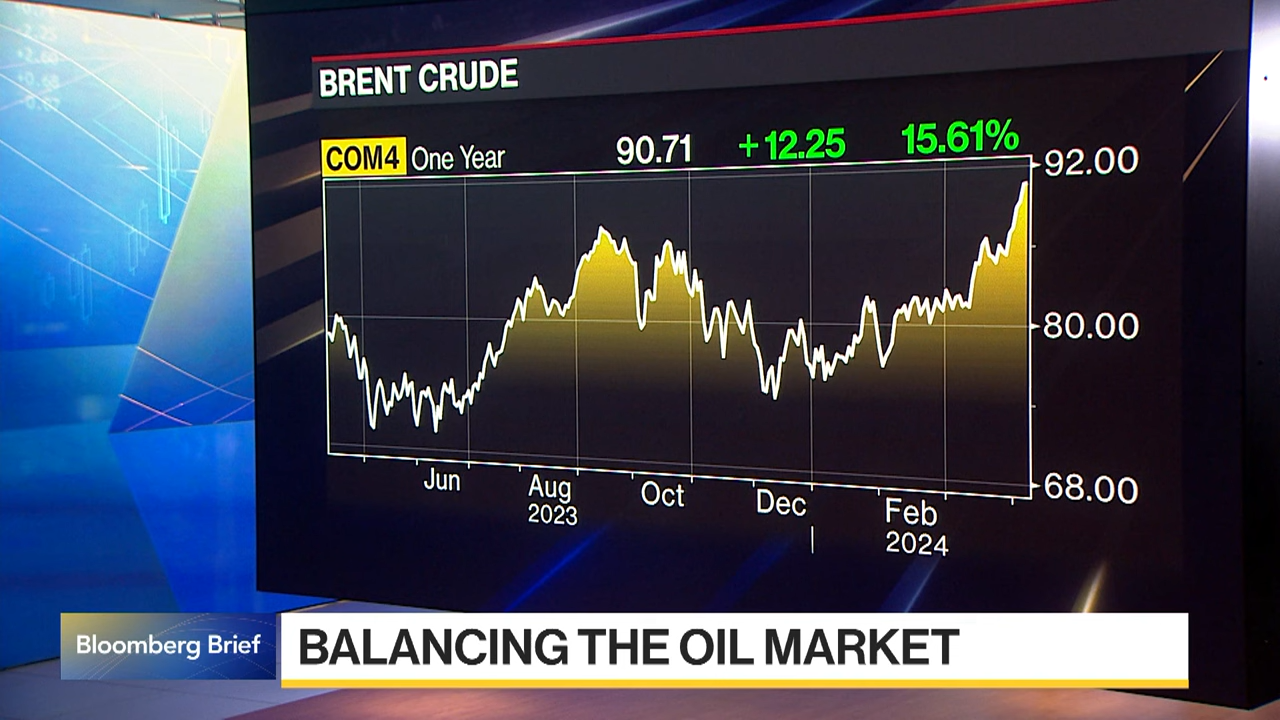 BRENT CRUDE
COM4 One Year 90.71 +12.25 15.61%
92.00
80.00
68.00
Jun Aug Oct Dec Feb
2023 2024
Bloomberg Brief
BALANCING THE OIL MARKET